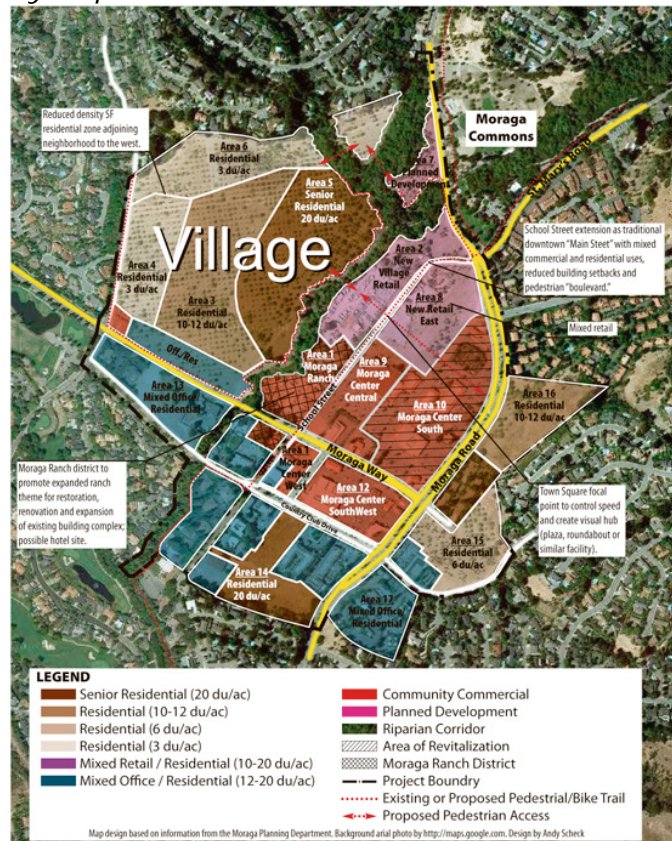 Moraga
Commons
Reduced density SF
residential zone adjoining
neighborhood to the west.
Area 6
Residential
3 du/ac
Area 7
Planned
Development
St. Mary's Road
Area 5
Senior
Residential
20 du/ac
School Street extension as traditional
downtown "Main Steet" with mixed
commercial and residential uses,
reduced building setbacks and
pedestrian "boulevard."
Village
Area 2
New
Village
Retail
Area 4
Residential
3 du/ac
Area 3
Residential
10-12 du/ac
Area 8
New Retail
East
Mixed retail
Off/Res
Area 1
Moraga
Ranch
Area 9
Moraga
Center
Central
Area 13
Mixed Office/
Residential
School Street
Area 10
Moraga Center
South
Area 16
Residential
10-12 du/ac
Moraga Way
Moraga Road
Moraga Ranch district to
promote expanded ranch
theme for restoration,
renovation and expansion
of existing building complex;
possible hotel site.
Area 1
Moraga
Center
West
Area 12
Moraga Center
SouthWest
Town Square focal
point to control speed
and create visual hub
(plaza, roundabout or
similar facility).
Country Club Drive
Area 15
Residential
6 du/ac
Area 14
Residential
20 du/ac
Area 17
Mixed Office/
Residential
LEGEND
Senior Residential (20 du/ac)
Residential (10-12 du/ac)
Residential (6 du/ac)
Residential (3 du/ac)
Mixed Retail / Residential (10-20 du/ac)
Mixed Office / Residential (12-20 du/ac)
Community Commercial
Planned Development
Riparian Corridor
Area of Revitalization
Moraga Ranch District
Project Boundry
Existing or Proposed Pedestrial/Bike Trail
Proposed Pedestrian Access
Map design based on information from the Moraga Planning Department. Background arial photo by http://maps.google.com. Design by Andy Scheck